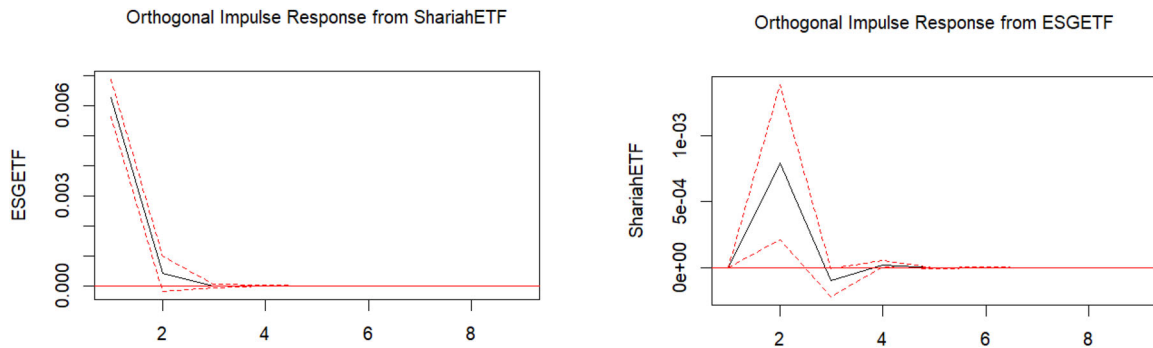 Orthogonal Impulse Response from ShariahETF
ESGETF
0.006
0.003
0.000
2 4 6 8
Orthogonal Impulse Response from ESGETF
ShariahETF
1e-03
5e-04
0e+00
2 4 6 8